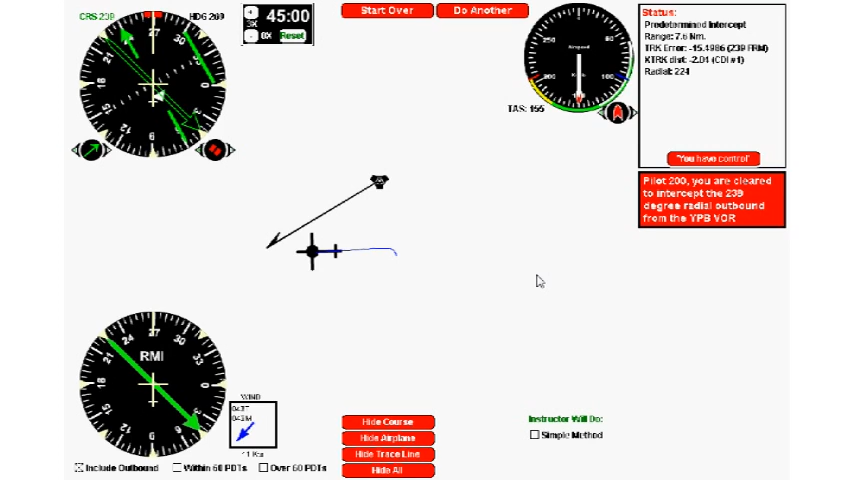 CRS 239
45:00
3X
8X
Reset
Start Over
Do Another
TAS: 155
Status:
Predetermined Intercept
Range: 7.6 Nm.
TRK Error: -15.4986 (239 FRM)
XTRK dist: -2.01 (CDI #1)
Radial: 224
"You have control"
Pilot 200, you are cleared
to intercept the 239
degree radial outbound
from the YPB VOR
RMI
WIND
Include Outbound
Within 60 PDTs
Over 60 PDTs
Hide Course
Hide Airplane
Hide Trace Line
Hide All
Instructor Will Do:
Simple Method